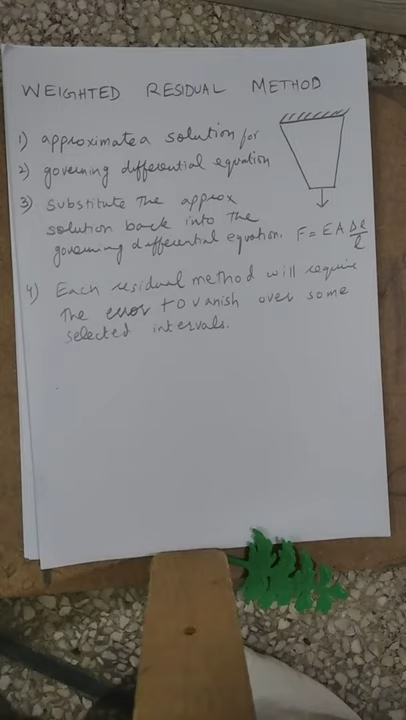 WEIGHTED RESIDUAL METHOD
1) approximate a solution for
2) governing differential equation
3) substitute the approx
solution back into the
governing differential equation.
F = EA Δl/l
4) Each residual method will require
the error to vanish over some
selected intervals.